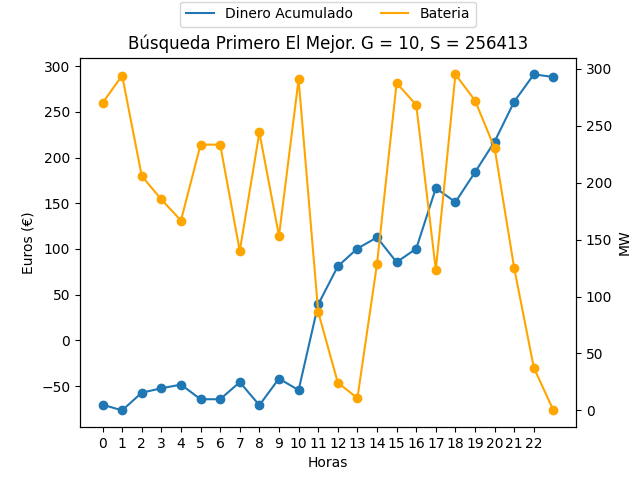 Dinero Acumulado Bateria
Búsqueda Primero El Mejor. G = 10, S = 256413
300
250
200
150
100
50
0
−50
Euros (€)
300
250
200
150
100
50
0
MW
0 1 2 3 4 5 6 7 8 9 10 11 12 13 14 15 16 17 18 19 20 21 22
Horas